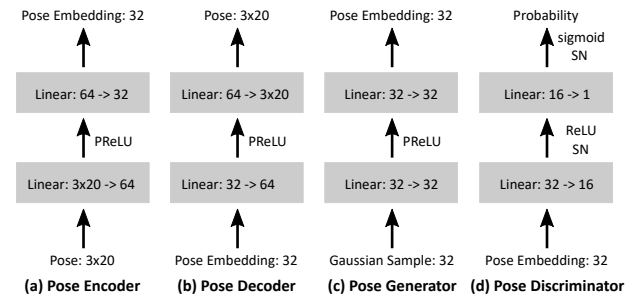 Pose Embedding: 32
Pose: 3x20
Pose Embedding: 32
Probability
sigmoid
SN
Linear: 64 -> 32
Linear: 64 -> 3x20
Linear: 32 -> 32
Linear: 16 -> 1
PReLU
PReLU
PReLU
ReLU
SN
Linear: 3x20 -> 64
Linear: 32 -> 64
Linear: 32 -> 32
Linear: 32 -> 16
Pose: 3x20
Pose Embedding: 32
Gaussian Sample: 32
Pose Embedding: 32
(a) Pose Encoder
(b) Pose Decoder
(c) Pose Generator
(d) Pose Discriminator